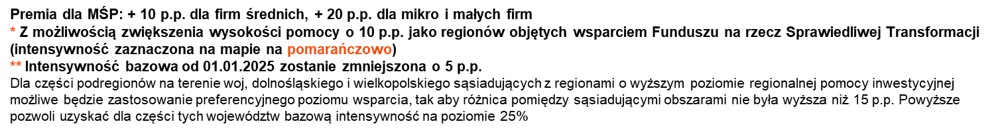 Premia dla MŚP: + 10 p.p. dla firm średnich, + 20 p.p. dla mikro i małych firm
* Z możliwością zwiększenia wysokości pomocy o 10 p.p. jako regionów objętych wsparciem Funduszu na rzecz Sprawiedliwej Transformacji
(intensywność zaznaczona na mapie na pomarańczowo)
** Intensywność bazowa od 01.01.2025 zostanie zmniejszona o 5 p.p.
Dla części podregionów na terenie woj, dolnośląskiego i wielkopolskiego sąsiadujących z regionami o wyższym poziomie regionalnej pomocy inwestycyjnej
możliwe będzie zastosowanie preferencyjnego poziomu wsparcia, tak aby różnica pomiędzy sąsiadującymi obszarami nie była wyższa niż 15 p.p. Powyższe
pozwoli uzyskać dla części tych województw bazową intensywność na poziomie 25%